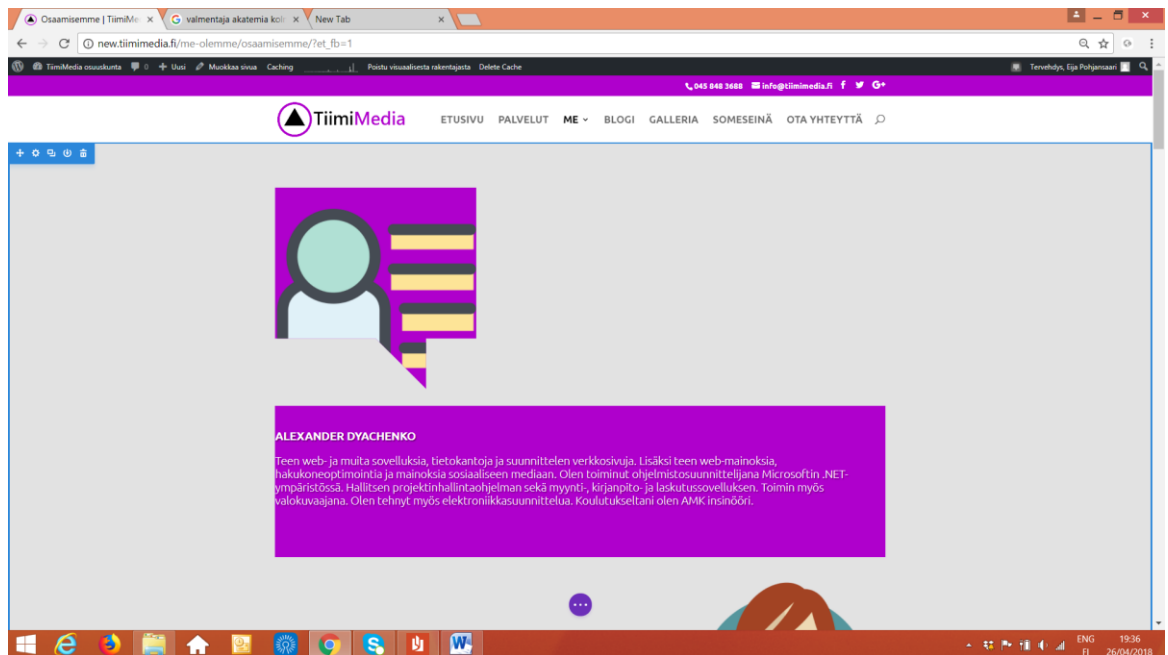 Osaamisemme | TiimiMe
valmentaja akatemia kol
New Tab
new.tiimimedia.fi/me-olemme/osaamisemme/?et_fb=1
TiimiMedia osuuskunta 0 + Uusi Muokkaa sivua Caching Poistu visuaalisesta rakentajasta Delete Cache Tervehdys, Eija Pohjansaari
045 848 3688 info@tiimimedia.fi
TiimiMedia
ETUSIVU PALVELUT ME BLOGI GALLERIA SOMESEINÄ OTA YHTEYTTÄ
ALEXANDER DYACHENKO
Teen web- ja muita sovelluksia, tietokantoja ja suunnittelen verkkosivuja. Lisäksi teen web-mainoksia,
hakukoneoptimointia ja mainoksia sosiaaliseen mediaan. Olen toiminut ohjelmistosuunnittelijana Microsoftin .NET-
ympäristössä. Hallitsen projektinhallintaohjelman sekä myynti-, kirjanpito- ja laskutussovelluksen. Toimin myös
valokuvaajana. Olen tehnyt myös elektroniikkasuunnittelua. Koulutukseltani olen AMK insinööri.
ENG 19:36
FI 26/04/2018